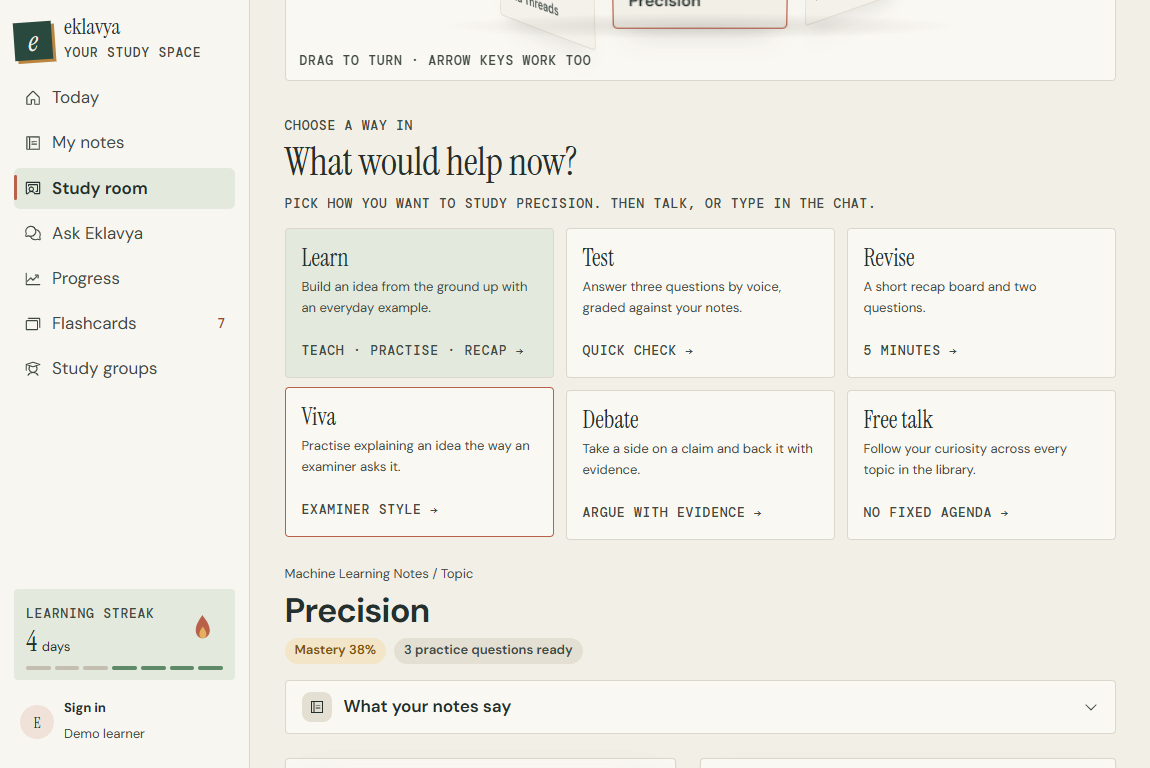 e
eklavya
YOUR STUDY SPACE
Today
My notes
Study room
Ask Eklavya
Progress
Flashcards 7
Study groups
LEARNING STREAK
4 days
E
Sign in
Demo learner
Threads
Precision
DRAG TO TURN · ARROW KEYS WORK TOO
CHOOSE A WAY IN
What would help now?
PICK HOW YOU WANT TO STUDY PRECISION. THEN TALK, OR TYPE IN THE CHAT.
Learn
Build an idea from the ground up with
an everyday example.
TEACH · PRACTISE · RECAP →
Test
Answer three questions by voice,
graded against your notes.
QUICK CHECK →
Revise
A short recap board and two
questions.
5 MINUTES →
Viva
Practise explaining an idea the way an
examiner asks it.
EXAMINER STYLE →
Debate
Take a side on a claim and back it with
evidence.
ARGUE WITH EVIDENCE →
Free talk
Follow your curiosity across every
topic in the library.
NO FIXED AGENDA →
Machine Learning Notes / Topic
Precision
Mastery 38%
3 practice questions ready
What your notes say